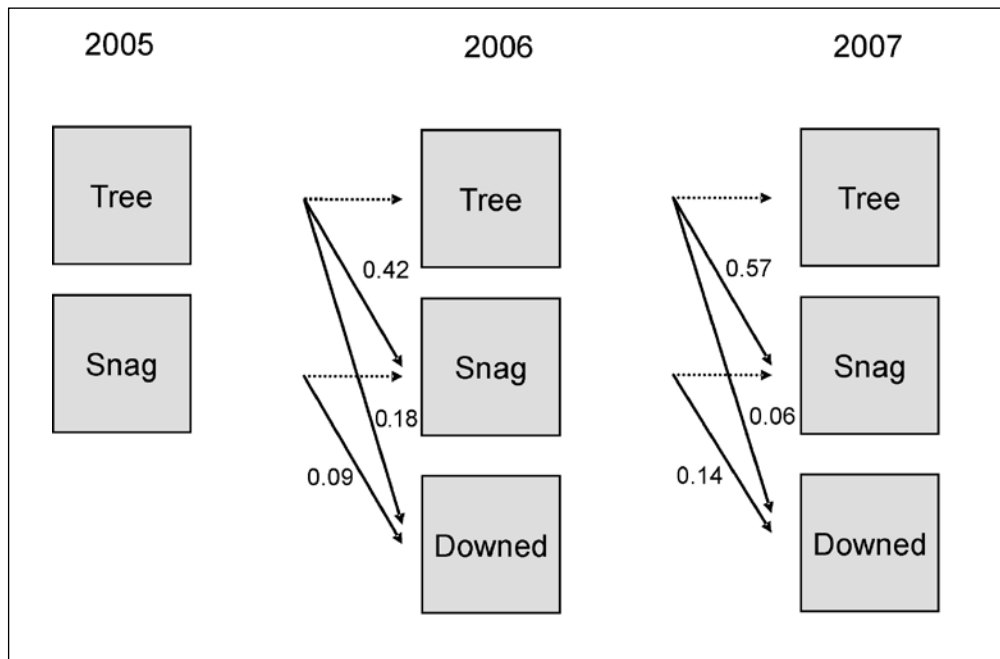 2005
2006
2007
Tree
Tree
Tree
0.42
0.57
Snag
Snag
Snag
0.18
0.06
0.09
0.14
Downed
Downed